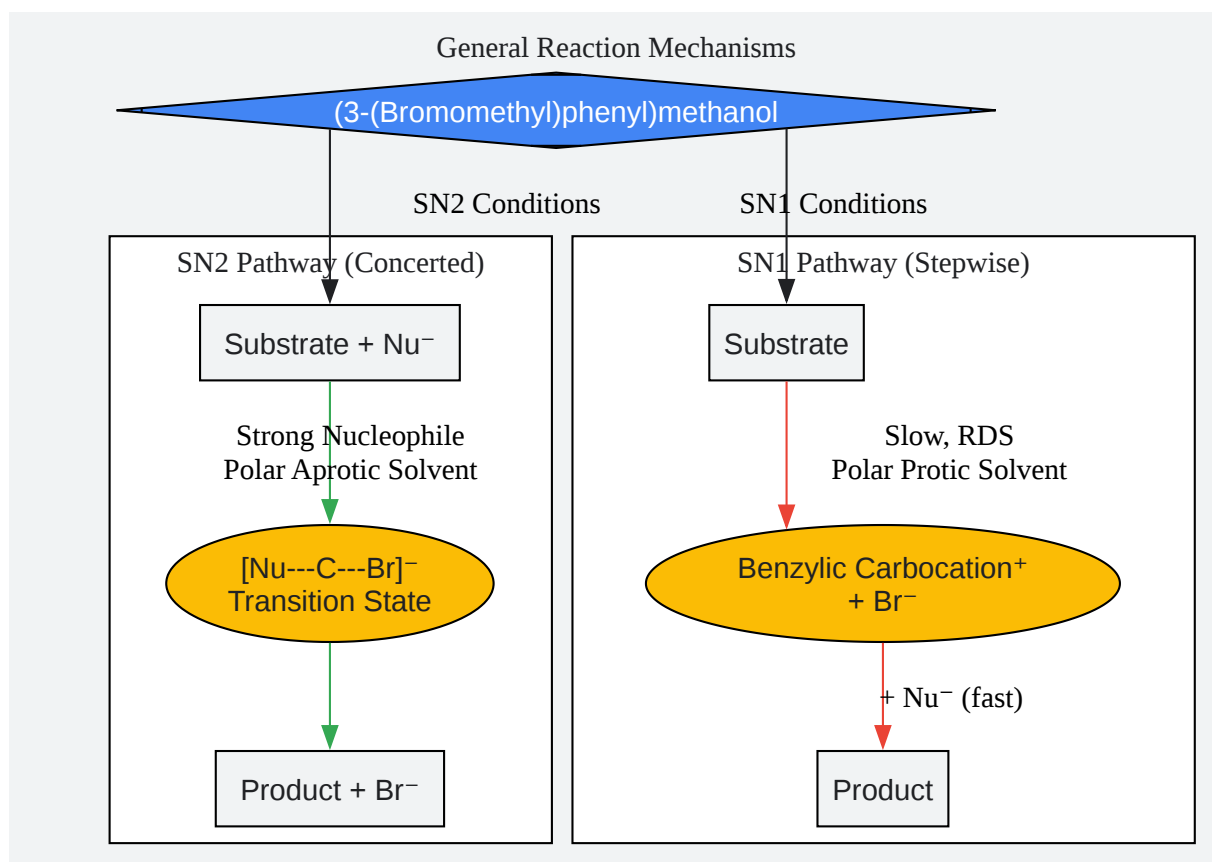 General Reaction Mechanisms
(3-(Bromomethyl)phenyl)methanol
SN2 Conditions
SN1 Conditions
SN2 Pathway (Concerted)
Substrate + Nu⁻
Strong Nucleophile
Polar Aprotic Solvent
[Nu---C---Br]⁻
Transition State
Product + Br⁻
SN1 Pathway (Stepwise)
Substrate
Slow, RDS
Polar Protic Solvent
Benzylic Carbocation⁺
+ Br⁻
+ Nu⁻ (fast)
Product